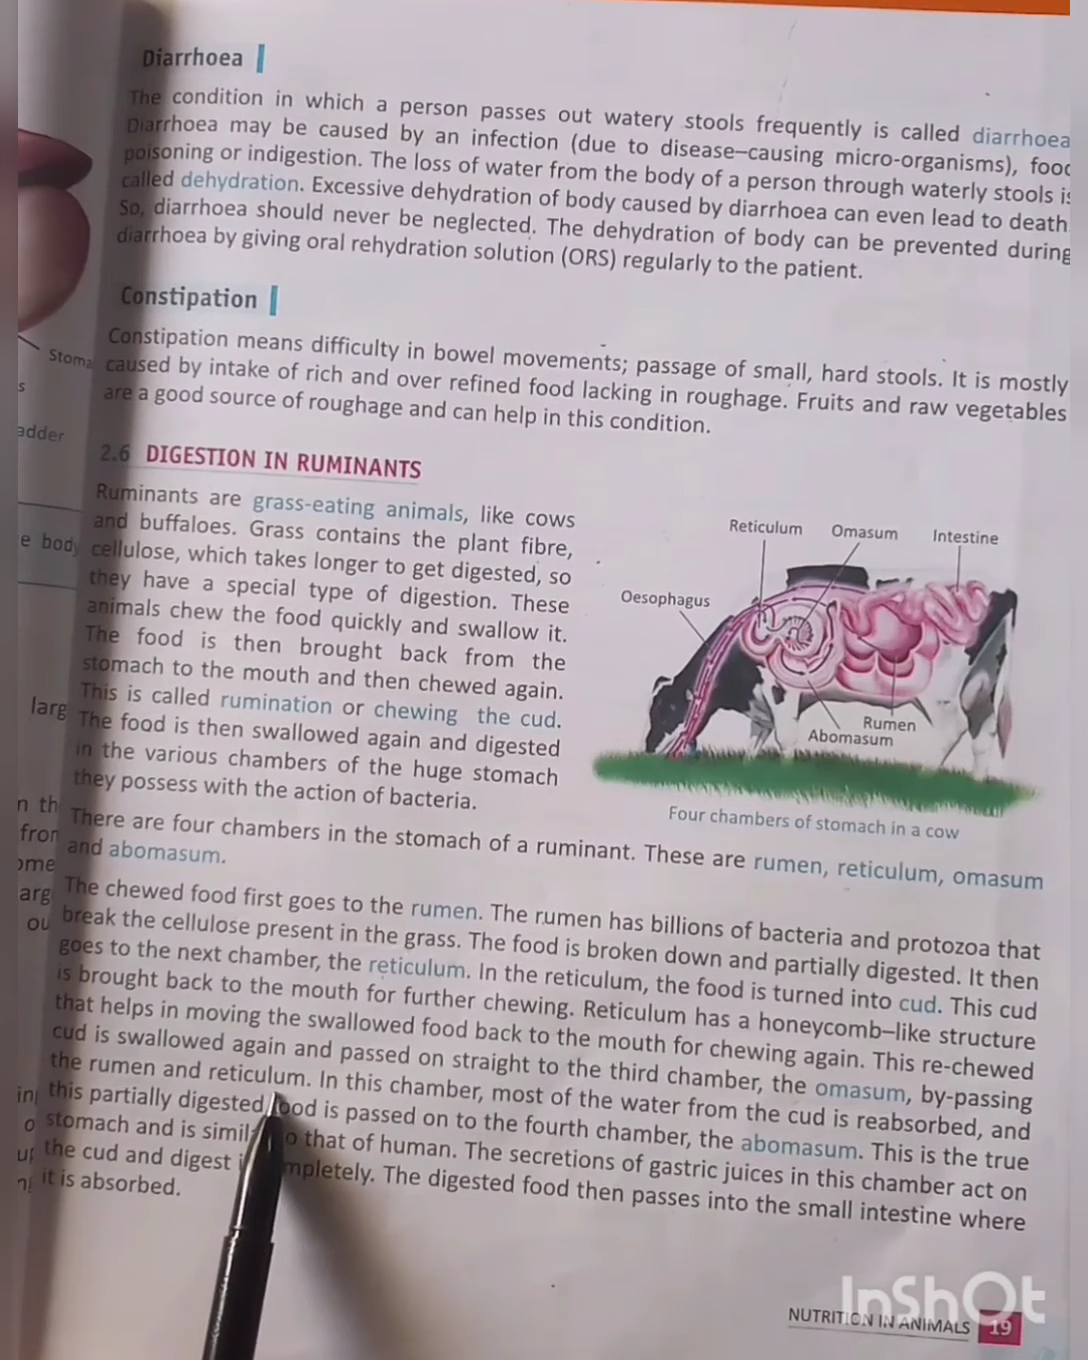 Diarrhoea
The condition in which a person passes out watery stools frequently is called diarrhoea
Diarrhoea may be caused by an infection (due to disease–causing micro-organisms), food
poisoning or indigestion. The loss of water from the body of a person through waterly stools is
called dehydration. Excessive dehydration of body caused by diarrhoea can even lead to death
So, diarrhoea should never be neglected. The dehydration of body can be prevented during
diarrhoea by giving oral rehydration solution (ORS) regularly to the patient.
Constipation
Constipation means difficulty in bowel movements; passage of small, hard stools. It is mostly
caused by intake of rich and over refined food lacking in roughage. Fruits and raw vegetables
are a good source of roughage and can help in this condition.
2.6 DIGESTION IN RUMINANTS
Ruminants are grass-eating animals, like cows
and buffaloes. Grass contains the plant fibre,
cellulose, which takes longer to get digested, so
they have a special type of digestion. These
animals chew the food quickly and swallow it.
The food is then brought back from the
stomach to the mouth and then chewed again.
This is called rumination or chewing the cud.
The food is then swallowed again and digested
in the various chambers of the huge stomach
they possess with the action of bacteria.
Reticulum
Omasum
Intestine
Oesophagus
Rumen
Abomasum
Four chambers of stomach in a cow
There are four chambers in the stomach of a ruminant. These are rumen, reticulum, omasum
and abomasum.
The chewed food first goes to the rumen. The rumen has billions of bacteria and protozoa that
break the cellulose present in the grass. The food is broken down and partially digested. It then
goes to the next chamber, the reticulum. In the reticulum, the food is turned into cud. This cud
is brought back to the mouth for further chewing. Reticulum has a honeycomb–like structure
that helps in moving the swallowed food back to the mouth for chewing again. This re-chewed
cud is swallowed again and passed on straight to the third chamber, the omasum, by-passing
the rumen and reticulum. In this chamber, most of the water from the cud is reabsorbed, and
this partially digested food is passed on to the fourth chamber, the abomasum. This is the true
stomach and is simil o that of human. The secretions of gastric juices in this chamber act on
the cud and digest i mpletely. The digested food then passes into the small intestine where
it is absorbed.
NUTRITION IN ANIMALS 19
InShOt
Stoma
adder
e body
larg
n th
from
ome
arg
ou